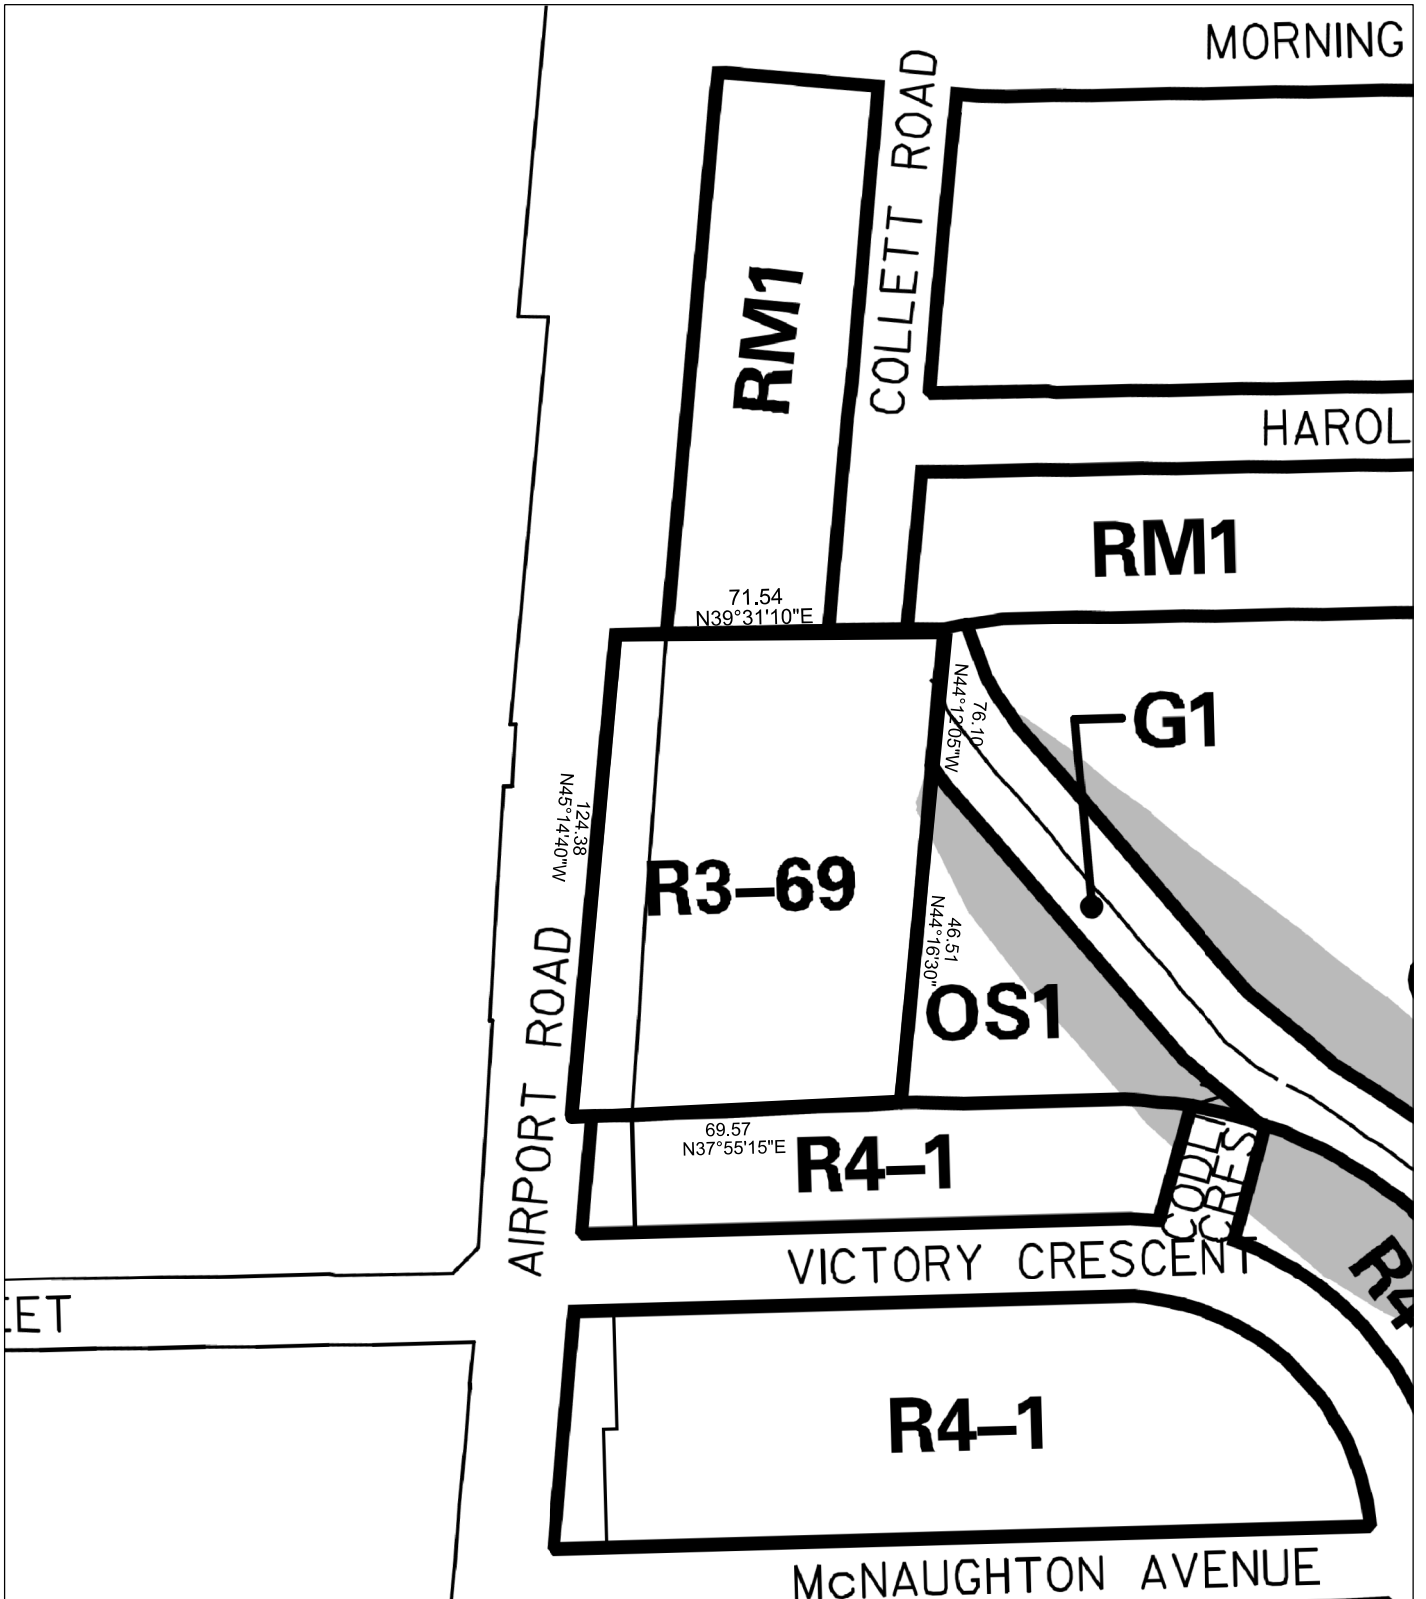 MORNING
COLLETT ROAD
RM1
HAROL
RM1
71.54
N39°31'10"E
76.10
N44°12'05"W
G1
124.38
N45°14'40"W
R3–69
46.51
N44°16'30"
OS1
AIRPORT ROAD
69.57
N37°55'15"E
R4–1
CRES
VICTORY CRESCENT
R4
EET
R4–1
McNAUGHTON AVENUE